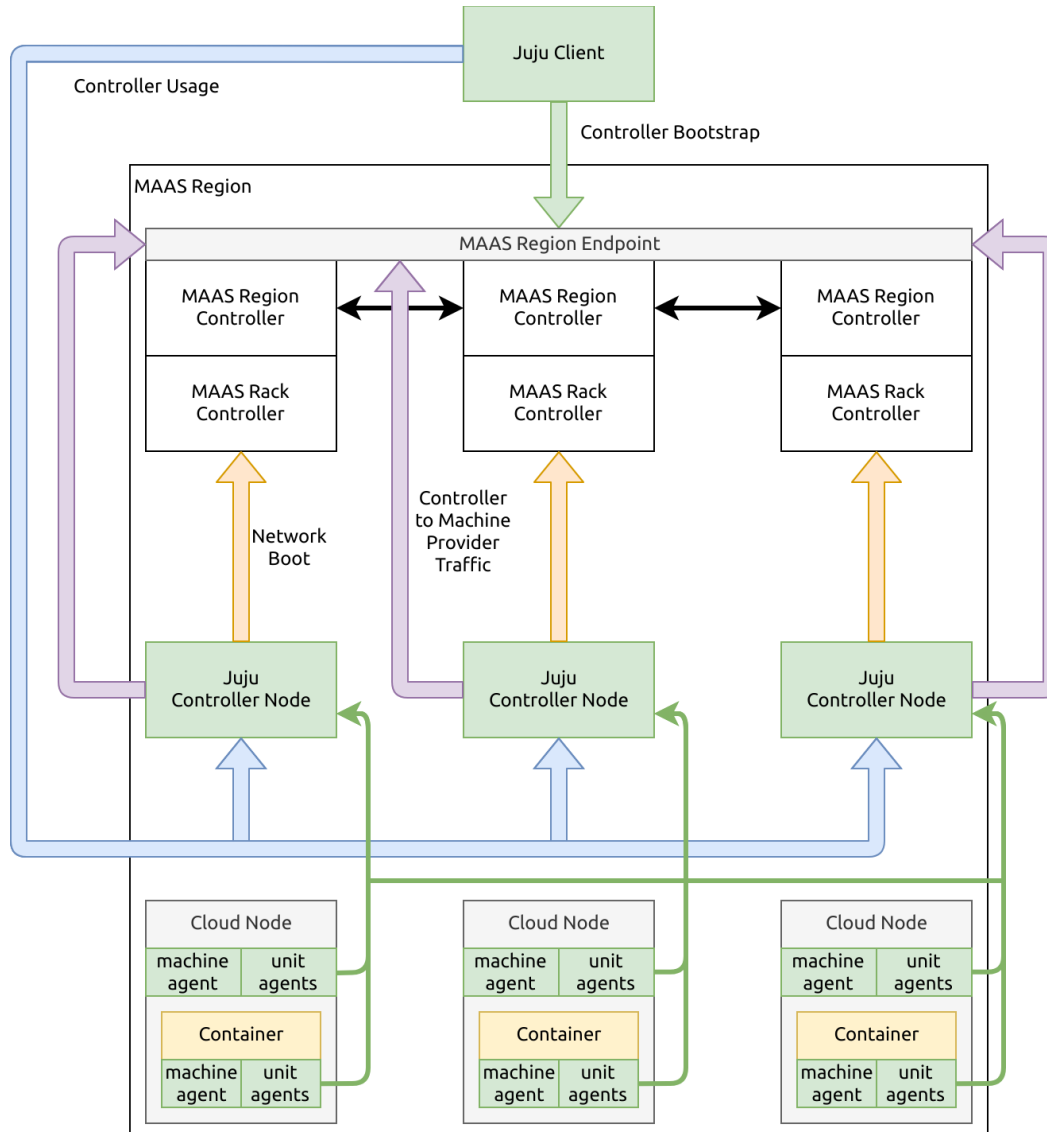 Juju Client
Controller Usage
Controller Bootstrap
MAAS Region
MAAS Region Endpoint
MAAS Region
Controller
MAAS Region
Controller
MAAS Region
Controller
MAAS Rack
Controller
MAAS Rack
Controller
MAAS Rack
Controller
Network
Boot
Controller
to Machine
Provider
Traffic
Juju
Controller Node
Juju
Controller Node
Juju
Controller Node
Cloud Node
machine
agent
unit
agents
Container
machine
agent
unit
agents
Cloud Node
machine
agent
unit
agents
Container
machine
agent
unit
agents
Cloud Node
machine
agent
unit
agents
Container
machine
agent
unit
agents